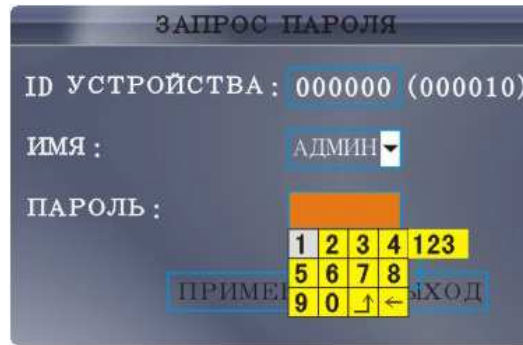 ЗАПРОС ПАРОЛЯ
ID УСТРОЙСТВА: 000000 (000010)
ИМЯ: АДМИН
ПАРОЛЬ:
1 2 3 4 123
5 6 7 8
9 0